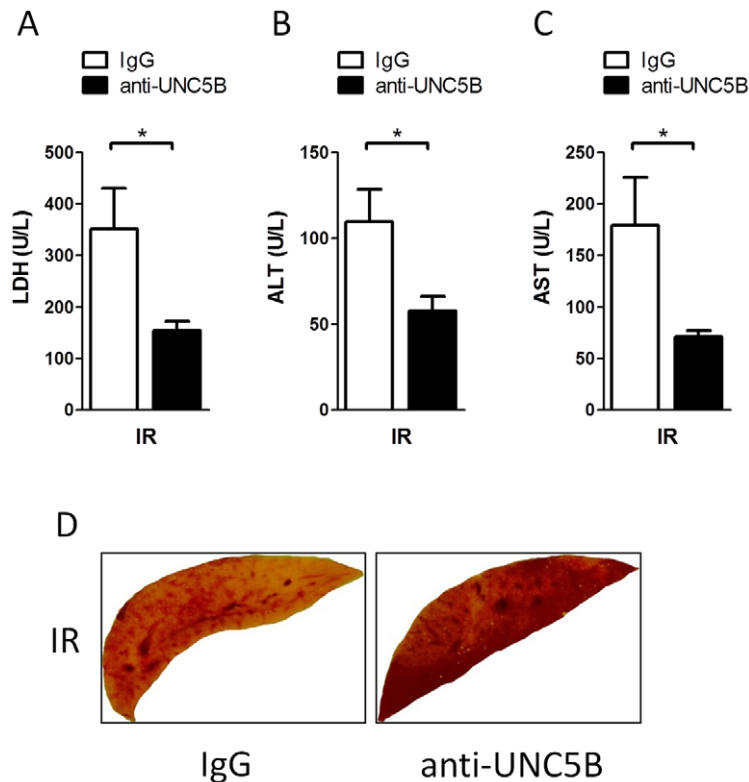 A
IgG
anti-UNC5B
*
500
400
300
200
100
0
LDH (U/L)
IR
B
IgG
anti-UNC5B
*
150
100
50
0
ALT (U/L)
IR
C
IgG
anti-UNC5B
*
250
200
150
100
50
0
AST (U/L)
IR
D
IR
IgG
anti-UNC5B